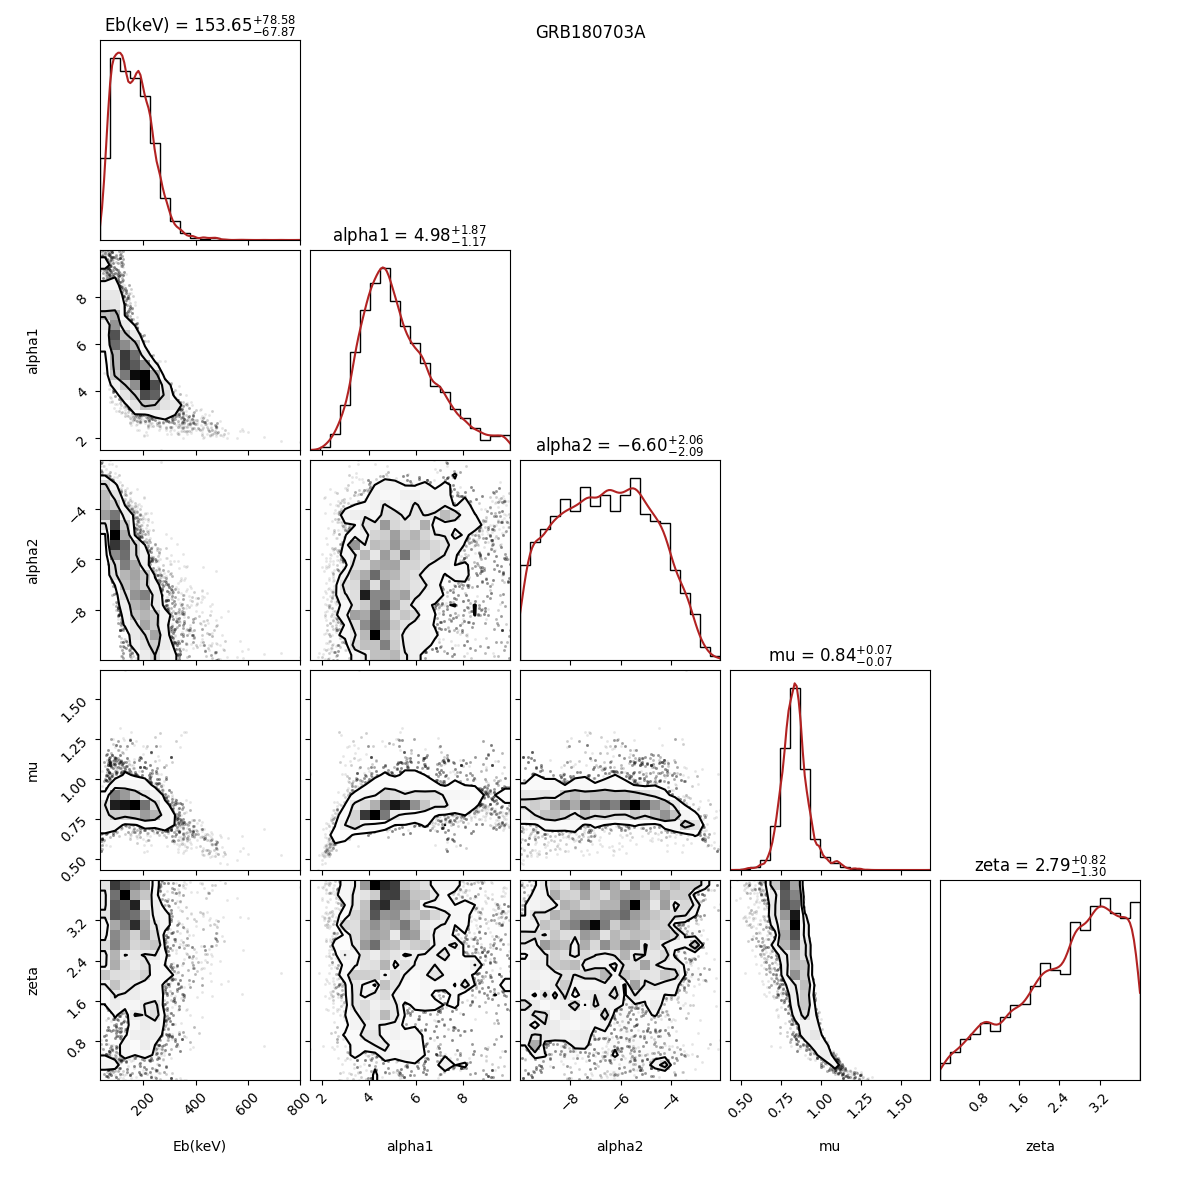 GRB180703A
Eb(keV) = 153.65 +78.58 −67.87
alpha1 = 4.98 +1.87 −1.17
alpha1
8
6
4
2
alpha2 = −6.60 +2.06 −2.09
alpha2
−4
−6
−8
mu = 0.84 +0.07 −0.07
mu
1.50
1.25
1.00
0.75
0.50
zeta = 2.79 +0.82 −1.30
zeta
3.2
2.4
1.6
0.8
200 400 600 800 2 4 6 8 −8 −6 −4 0.50 0.75 1.00 1.25 1.50 0.8 1.6 2.4 3.2
Eb(keV) alpha1 alpha2 mu zeta